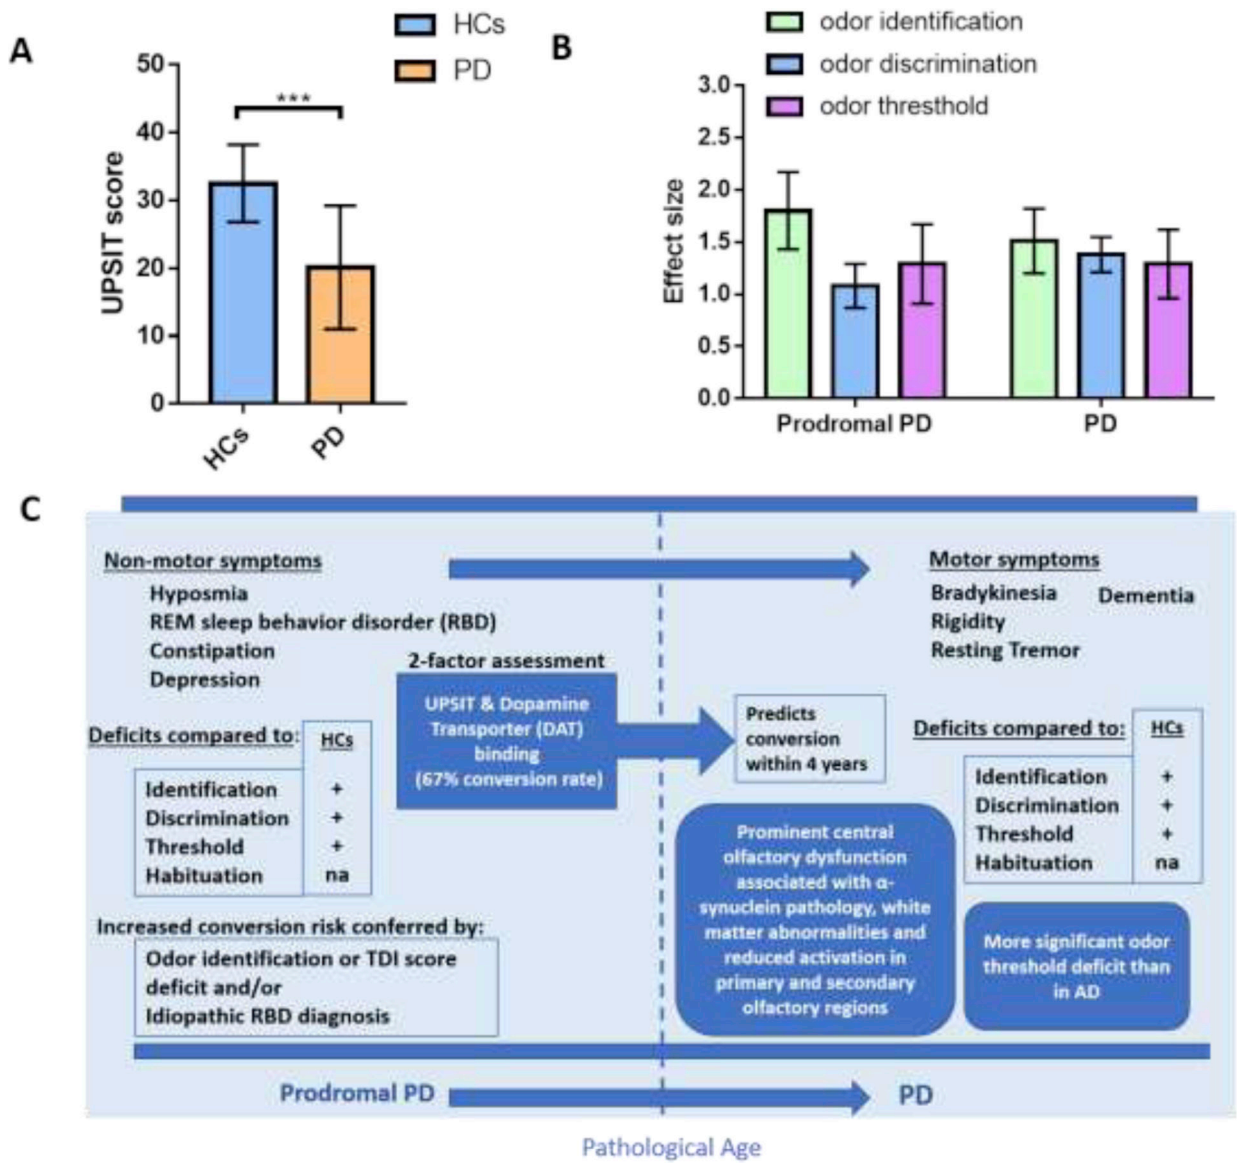 A
HCs
PD
UPSIT score
50
40
30
20
10
0
***
HCs
PD
B
odor identification
odor discrimination
odor thresthold
Effect size
3.0
2.5
2.0
1.5
1.0
0.5
0.0
Prodromal PD
PD
C
Non-motor symptoms
Hyposmia
REM sleep behavior disorder (RBD)
Constipation
Depression
Motor symptoms
Bradykinesia
Dementia
Rigidity
Resting Tremor
2-factor assessment
UPSIT & Dopamine
Transporter (DAT)
binding
(67% conversion rate)
Predicts
conversion
within 4 years
Deficits compared to:
HCs
Identification +
Discrimination +
Threshold +
Habituation na
Increased conversion risk conferred by:
Odor identification or TDI score
deficit and/or
Idiopathic RBD diagnosis
Prominent central
olfactory dysfunction
associated with α-
synuclein pathology, white
matter abnormalities and
reduced activation in
primary and secondary
olfactory regions
Deficits compared to:
HCs
Identification +
Discrimination +
Threshold +
Habituation na
More significant odor
threshold deficit than
in AD
Prodromal PD
PD
Pathological Age